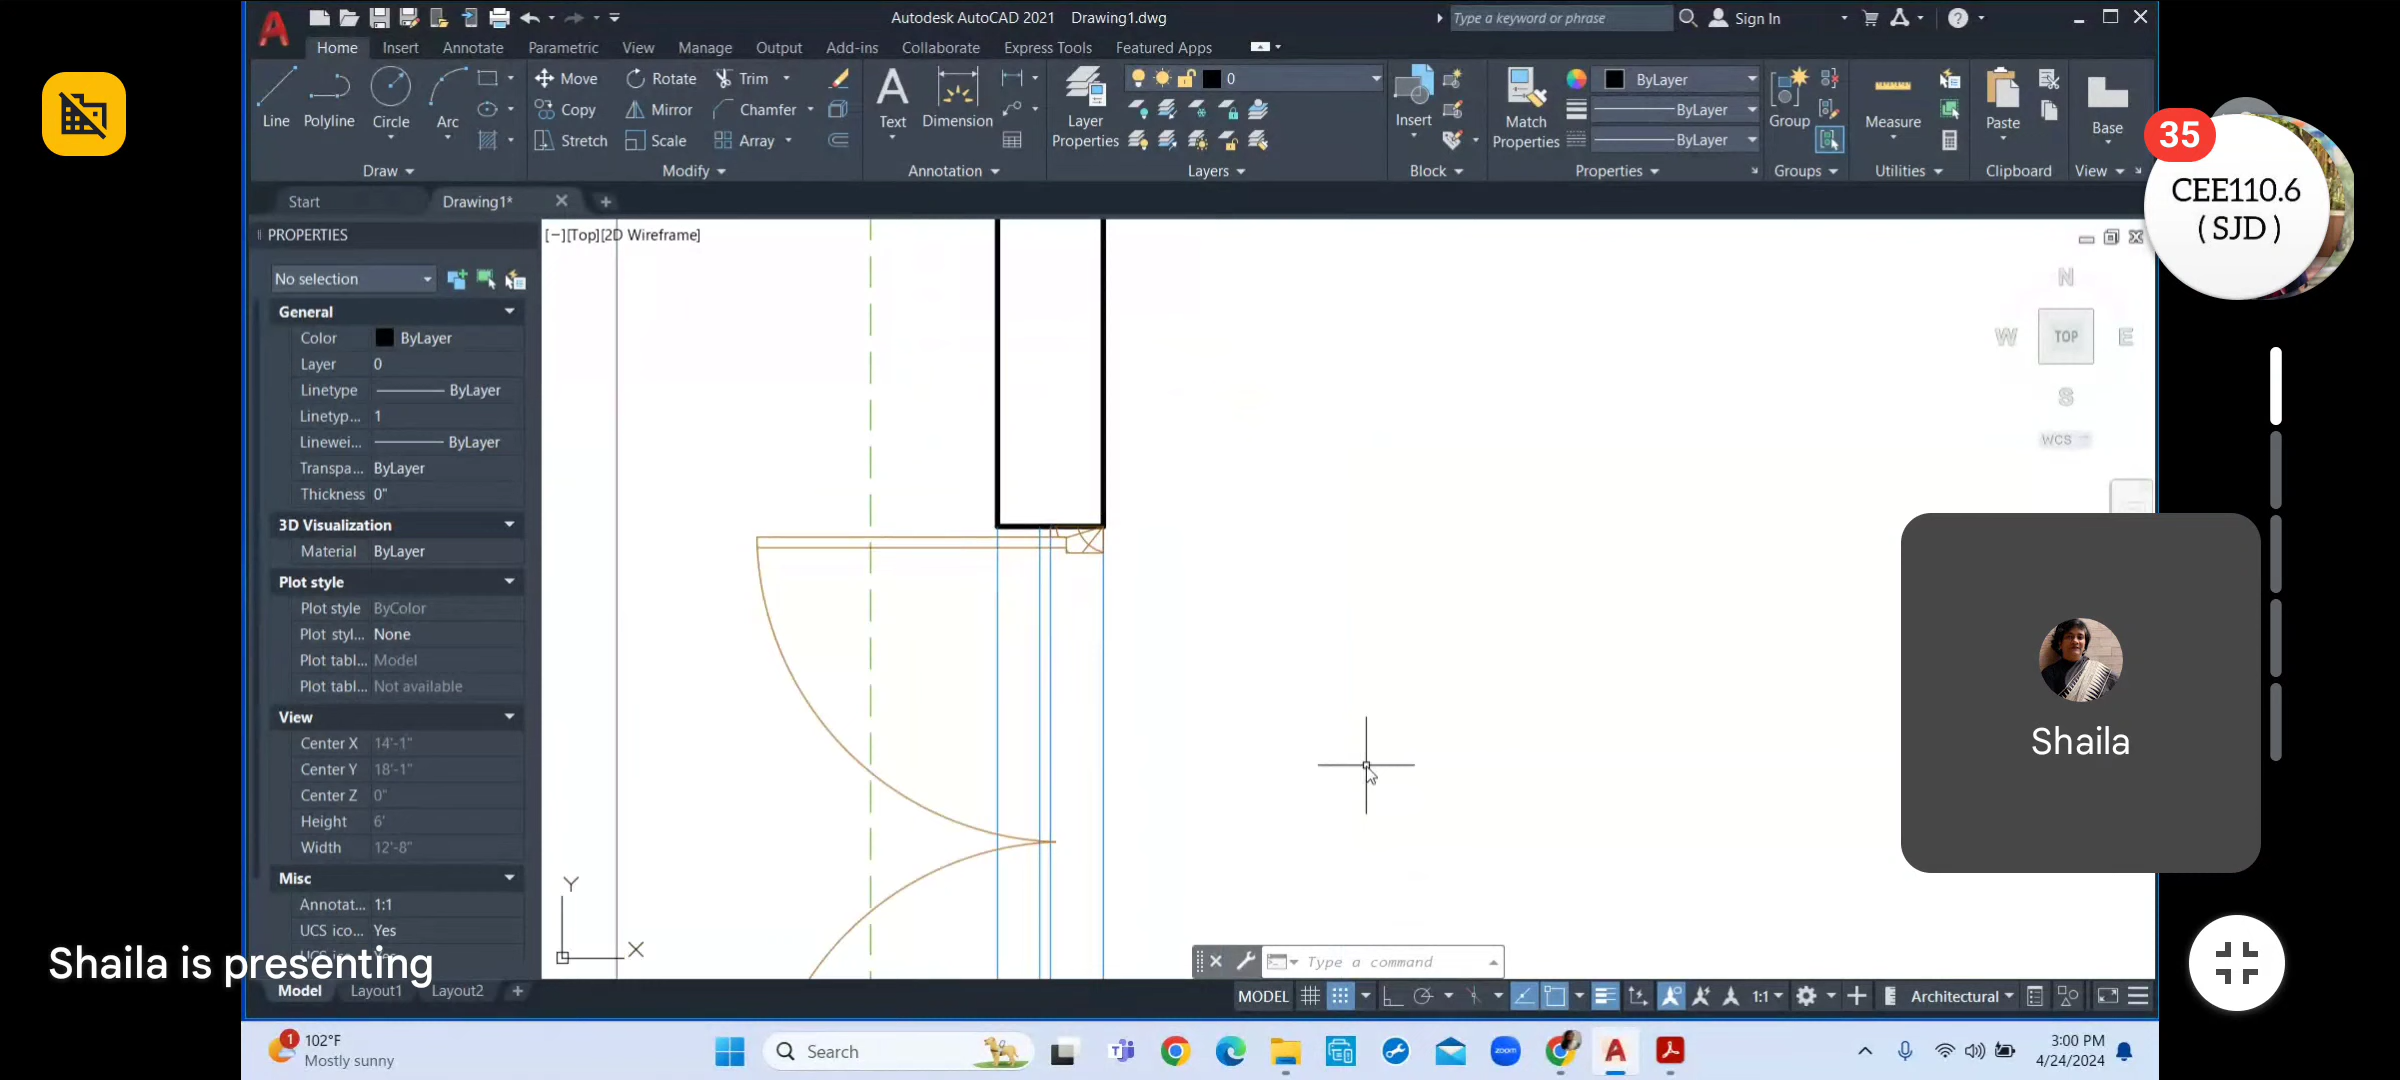 Autodesk AutoCAD 2021 Drawing1.dwg
Type a keyword or phrase
Sign In
Home Insert Annotate Parametric View Manage Output Add-ins Collaborate Express Tools Featured Apps
Line Polyline Circle Arc
Draw
Move Rotate Trim
Copy Mirror Chamfer
Stretch Scale Array
Modify
Text Dimension
Annotation
Layer Properties
0
Layers
Insert
Block
Match Properties
ByLayer
ByLayer
ByLayer
Properties
Group
Groups
Measure
Utilities
Paste
Clipboard
Base
View
35
CEE110.6
( SJD )
Start Drawing1*
PROPERTIES
[−][Top][2D Wireframe]
No selection
General
Color ByLayer
Layer 0
Linetype ByLayer
Linetyp... 1
Linewei... ByLayer
Transpa... ByLayer
Thickness 0"
3D Visualization
Material ByLayer
Plot style
Plot style ByColor
Plot styl... None
Plot tabl... Model
Plot tabl... Not available
View
Center X 14'-1"
Center Y 18'-1"
Center Z 0"
Height 6'
Width 12'-8"
Misc
Annotat... 1:1
UCS ico... Yes
N
W TOP E
S
WCS
Shaila
Y
X
Shaila is presenting
Type a command
Model Layout1 Layout2
MODEL 1:1 Architectural
1
102°F
Mostly sunny
Search
zoom
3:00 PM
4/24/2024